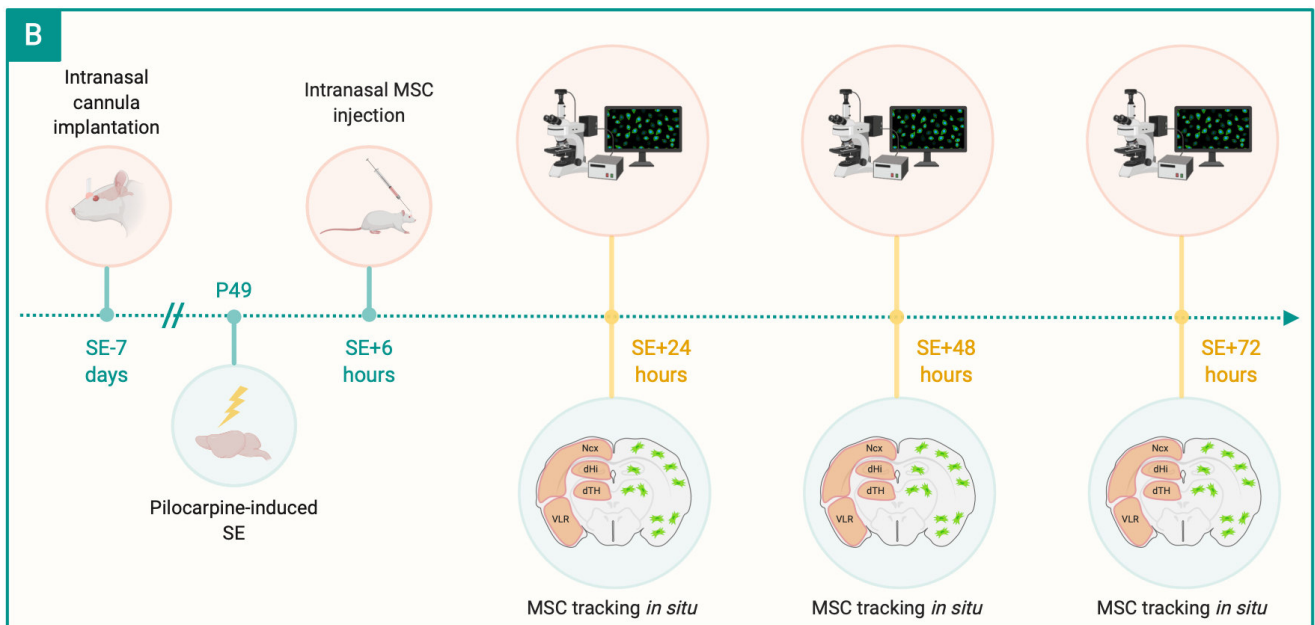 B
Intranasal
cannula
implantation
Intranasal MSC
injection
P49
SE-7
days
SE+6
hours
SE+24
hours
SE+48
hours
SE+72
hours
Pilocarpine-induced
SE
Ncx
dHi
dTH
VLR
Ncx
dHi
dTH
VLR
Ncx
dHi
dTH
VLR
MSC tracking in situ
MSC tracking in situ
MSC tracking in situ